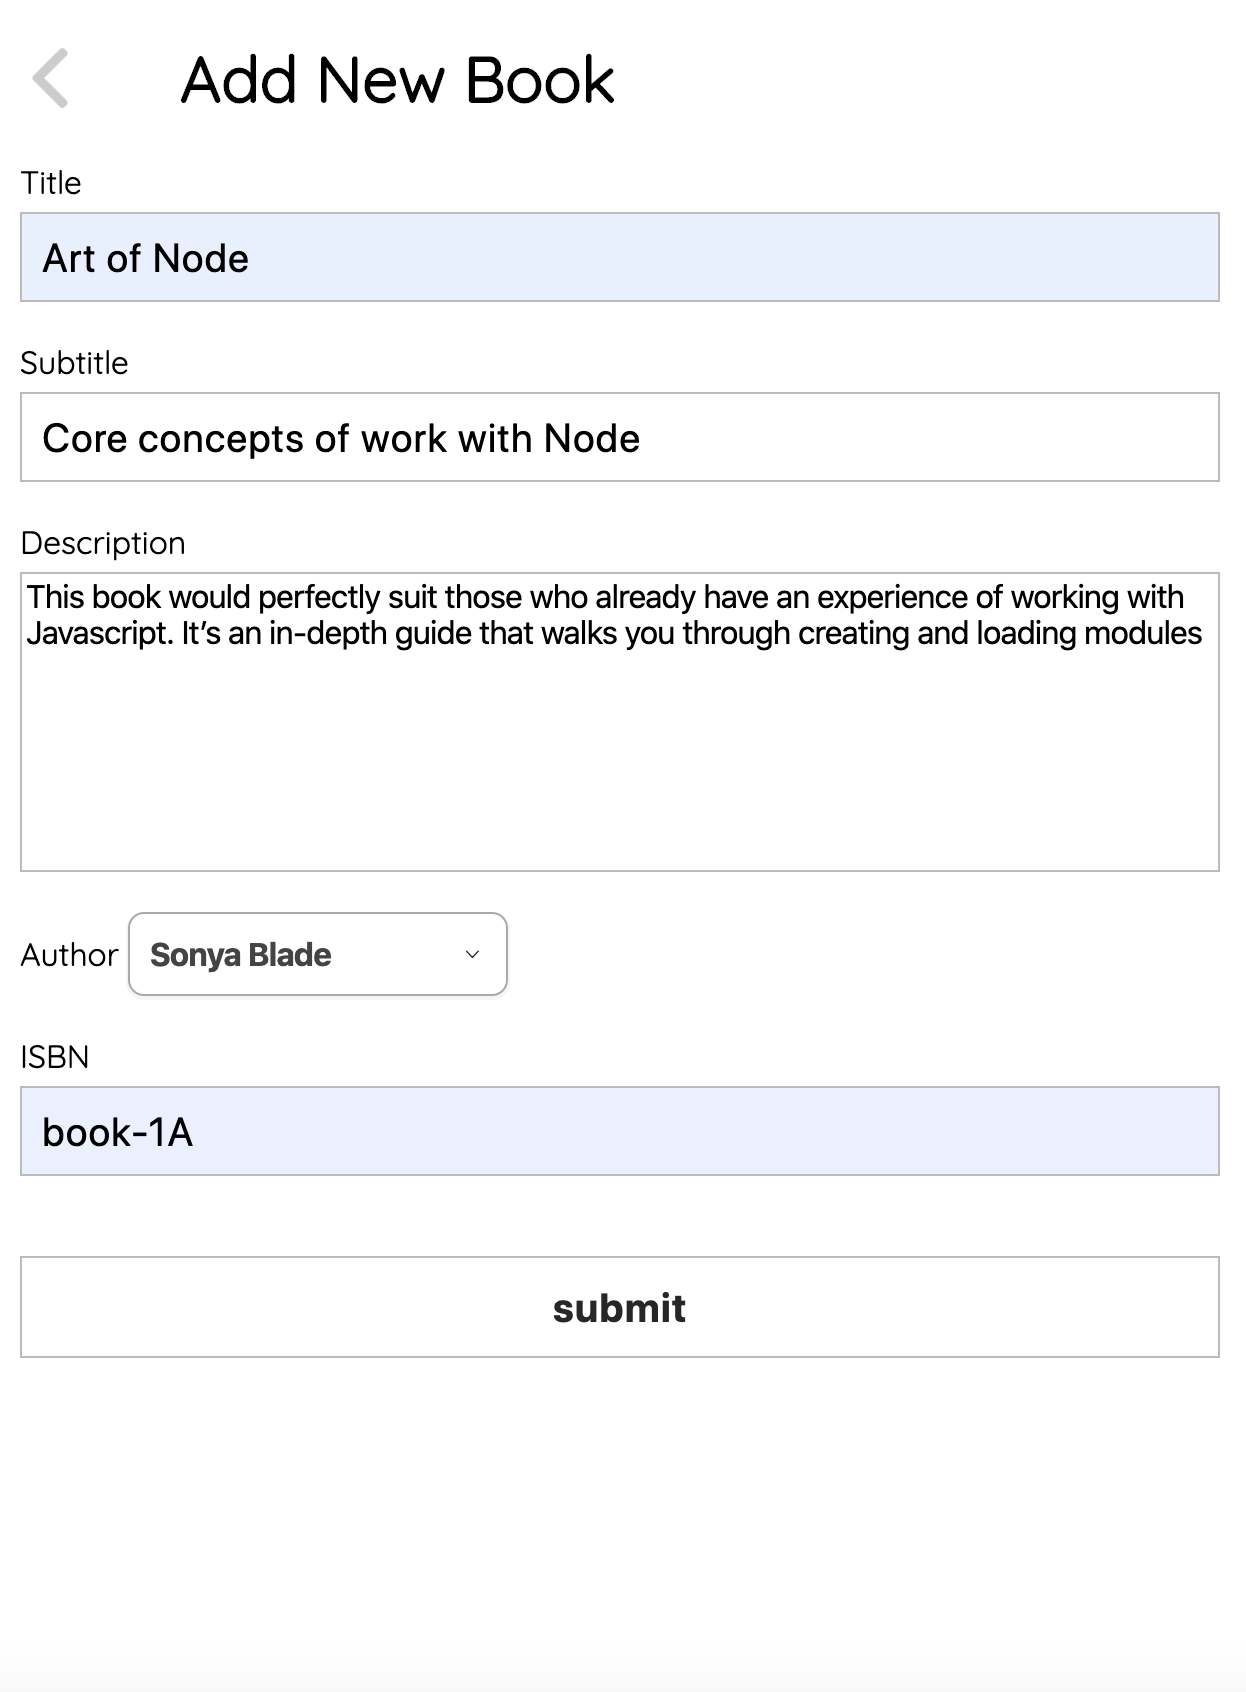 Add New Book
Title
Art of Node
Subtitle
Core concepts of work with Node
Description
This book would perfectly suit those who already have an experience of working with
Javascript. It’s an in-depth guide that walks you through creating and loading modules
Author Sonya Blade
ISBN
book-1A
submit